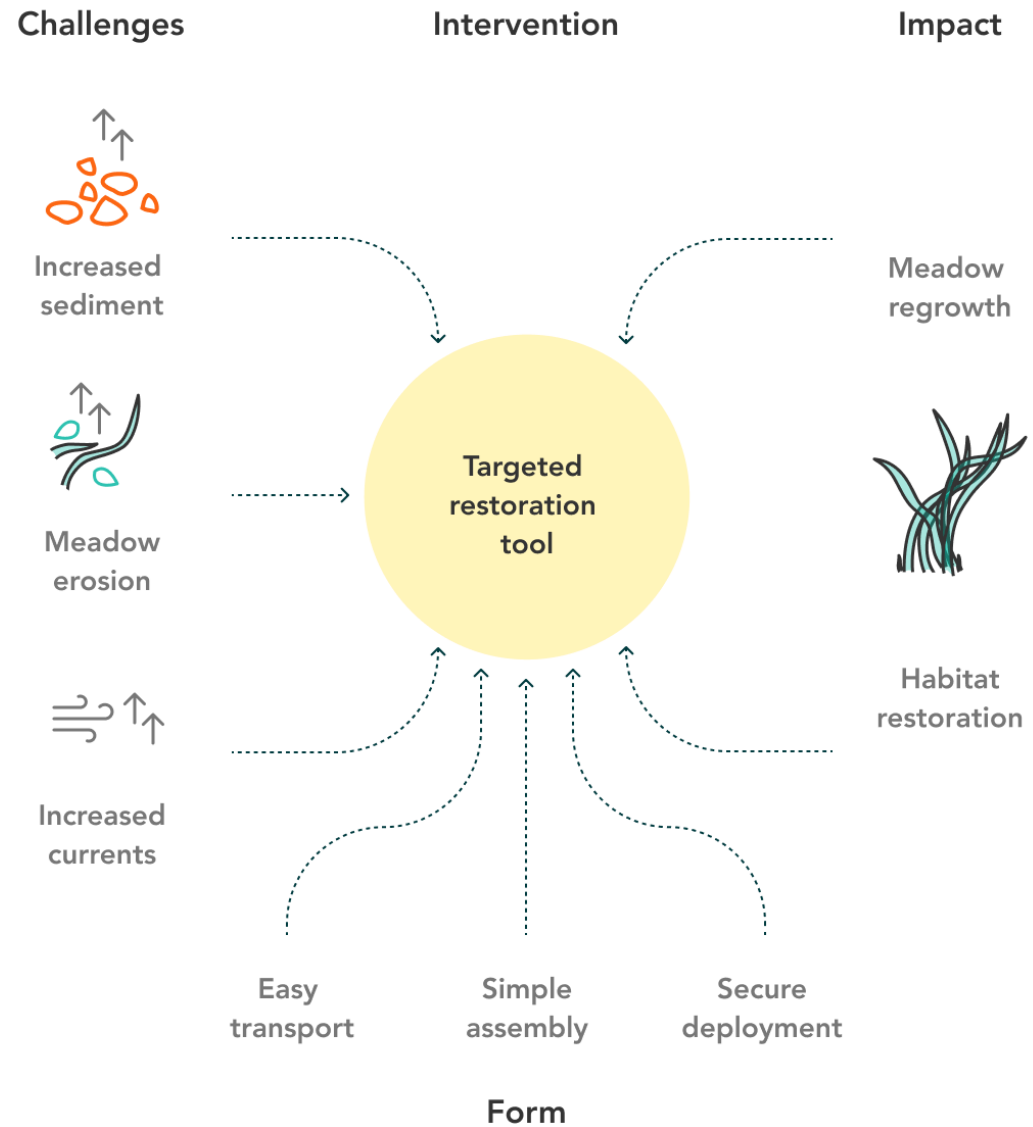 Challenges
Intervention
Impact
Increased
sediment
Meadow
regrowth
Targeted
restoration
tool
Meadow
erosion
Habitat
restoration
Increased
currents
Easy
transport
Simple
assembly
Secure
deployment
Form